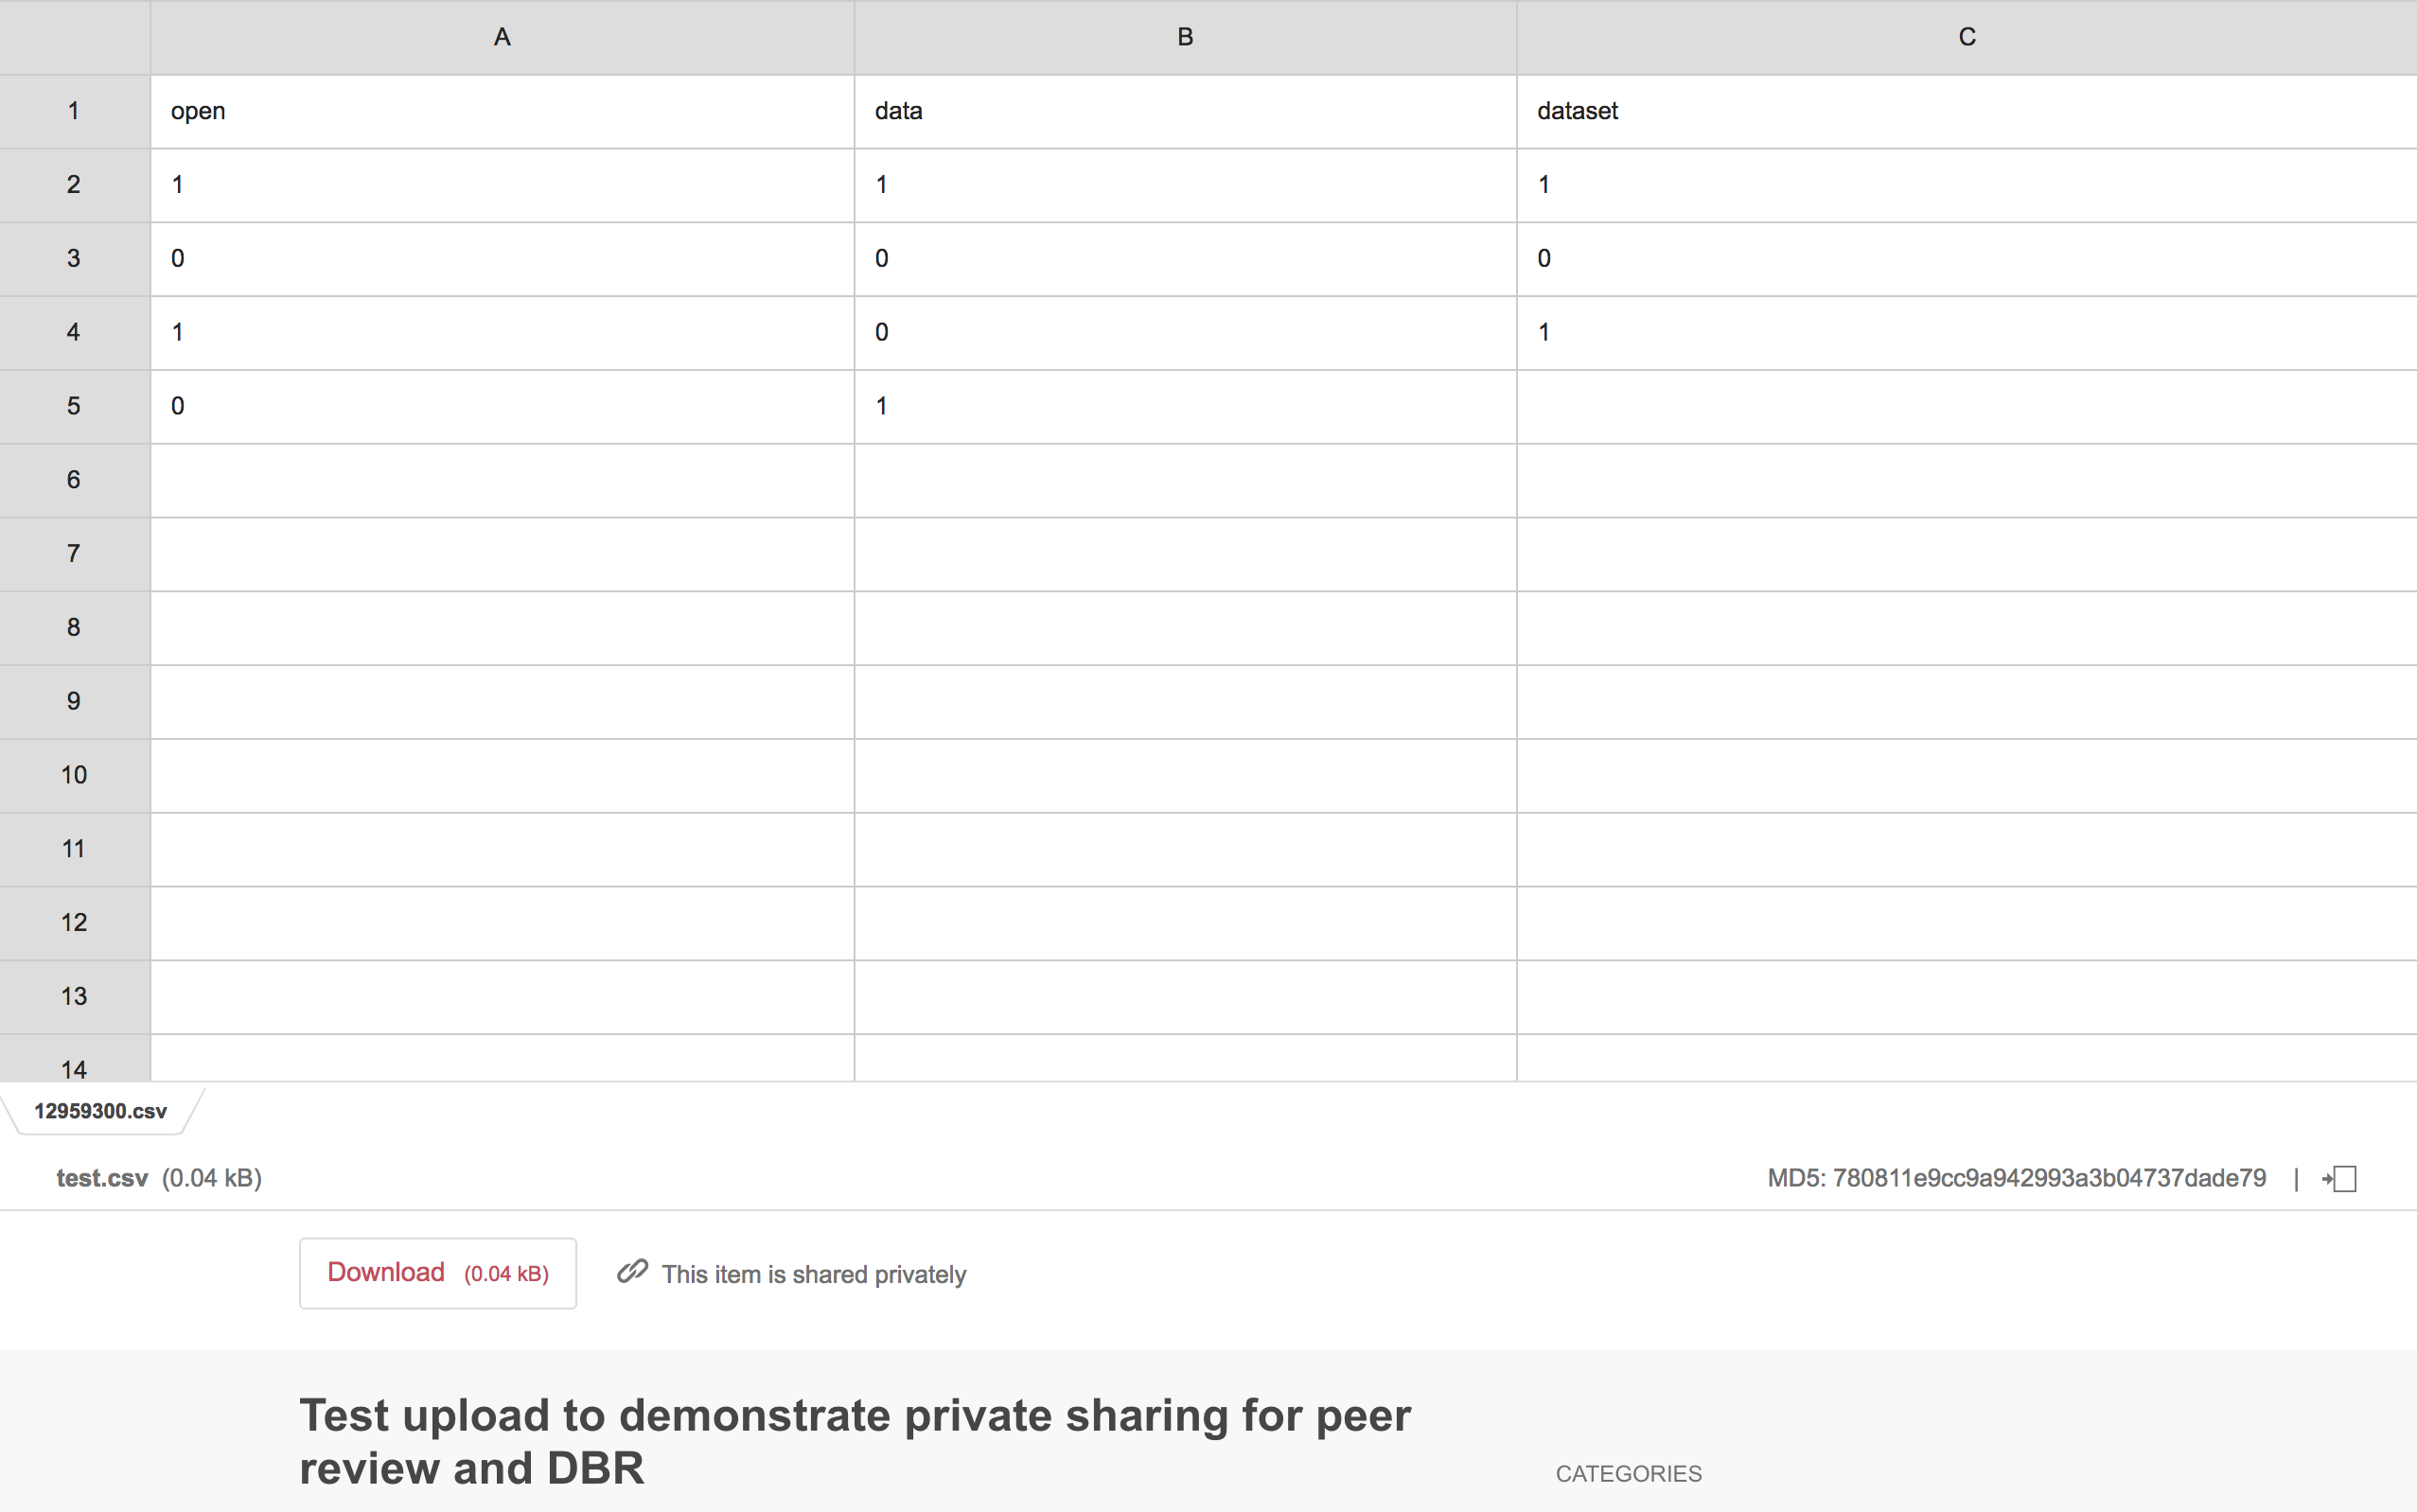 A B C
1 open data dataset
2 1 1 1
3 0 0 0
4 1 0 1
5 0 1
6
7
8
9
10
11
12
13
14
12959300.csv
test.csv (0.04 kB) MD5: 780811e9cc9a942993a3b04737dade79 |
Download (0.04 kB) This item is shared privately
Test upload to demonstrate private sharing for peer
review and DBR
CATEGORIES